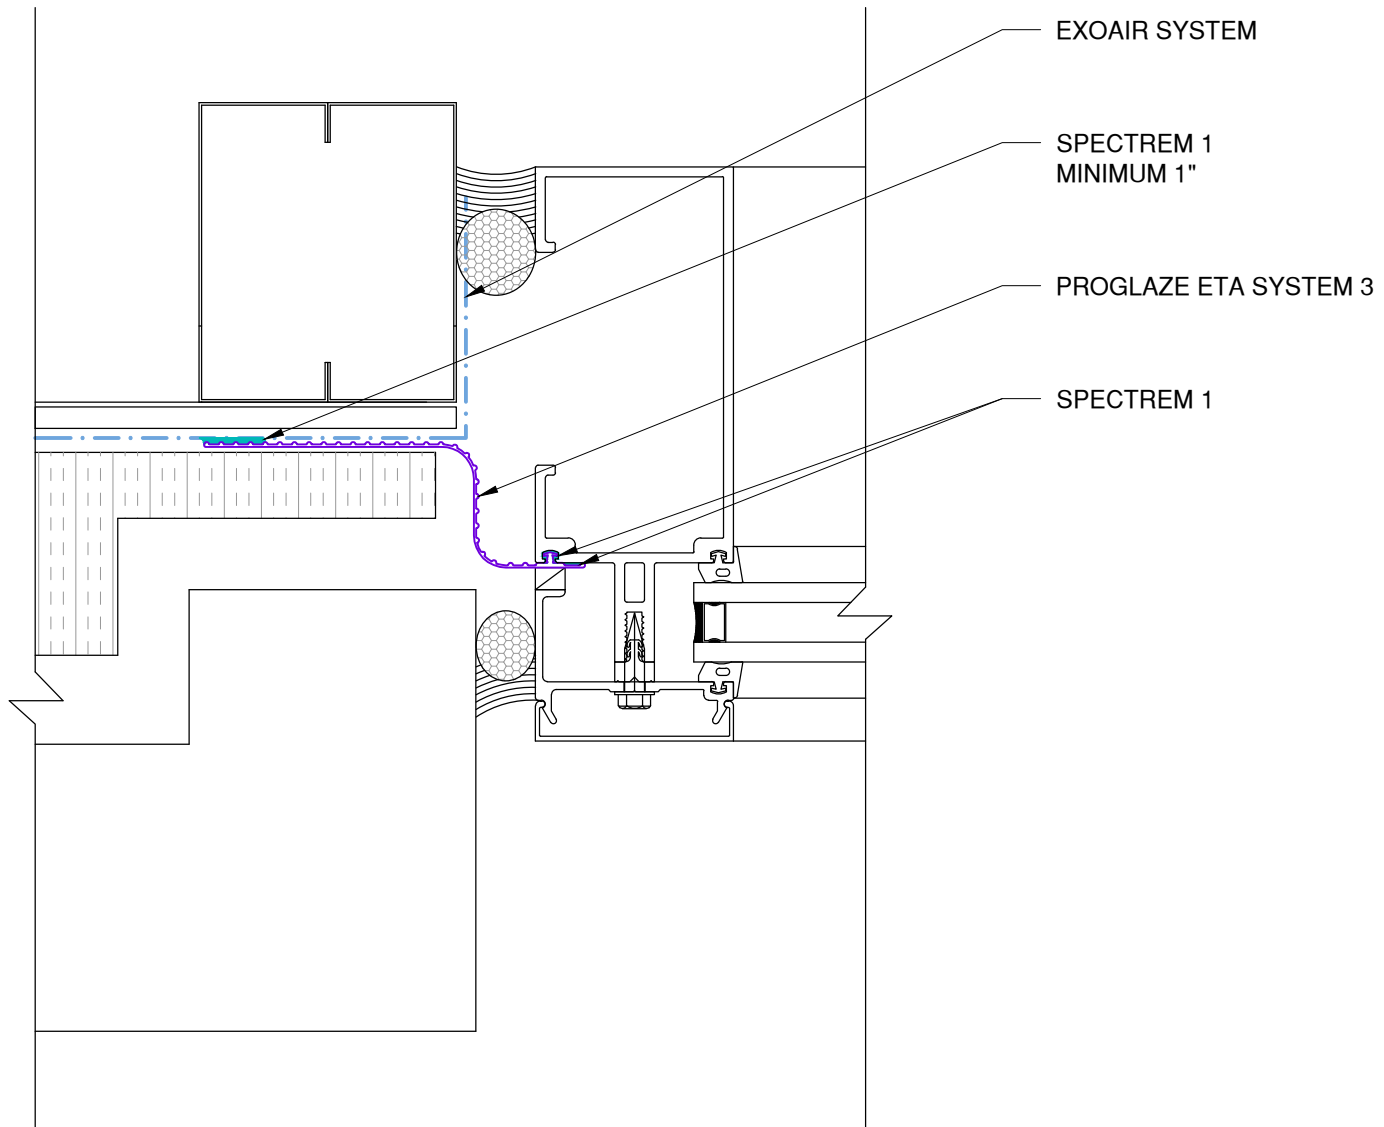 EXOAIR SYSTEM
SPECTREM 1
MINIMUM 1"
PROGLAZE ETA SYSTEM 3
SPECTREM 1